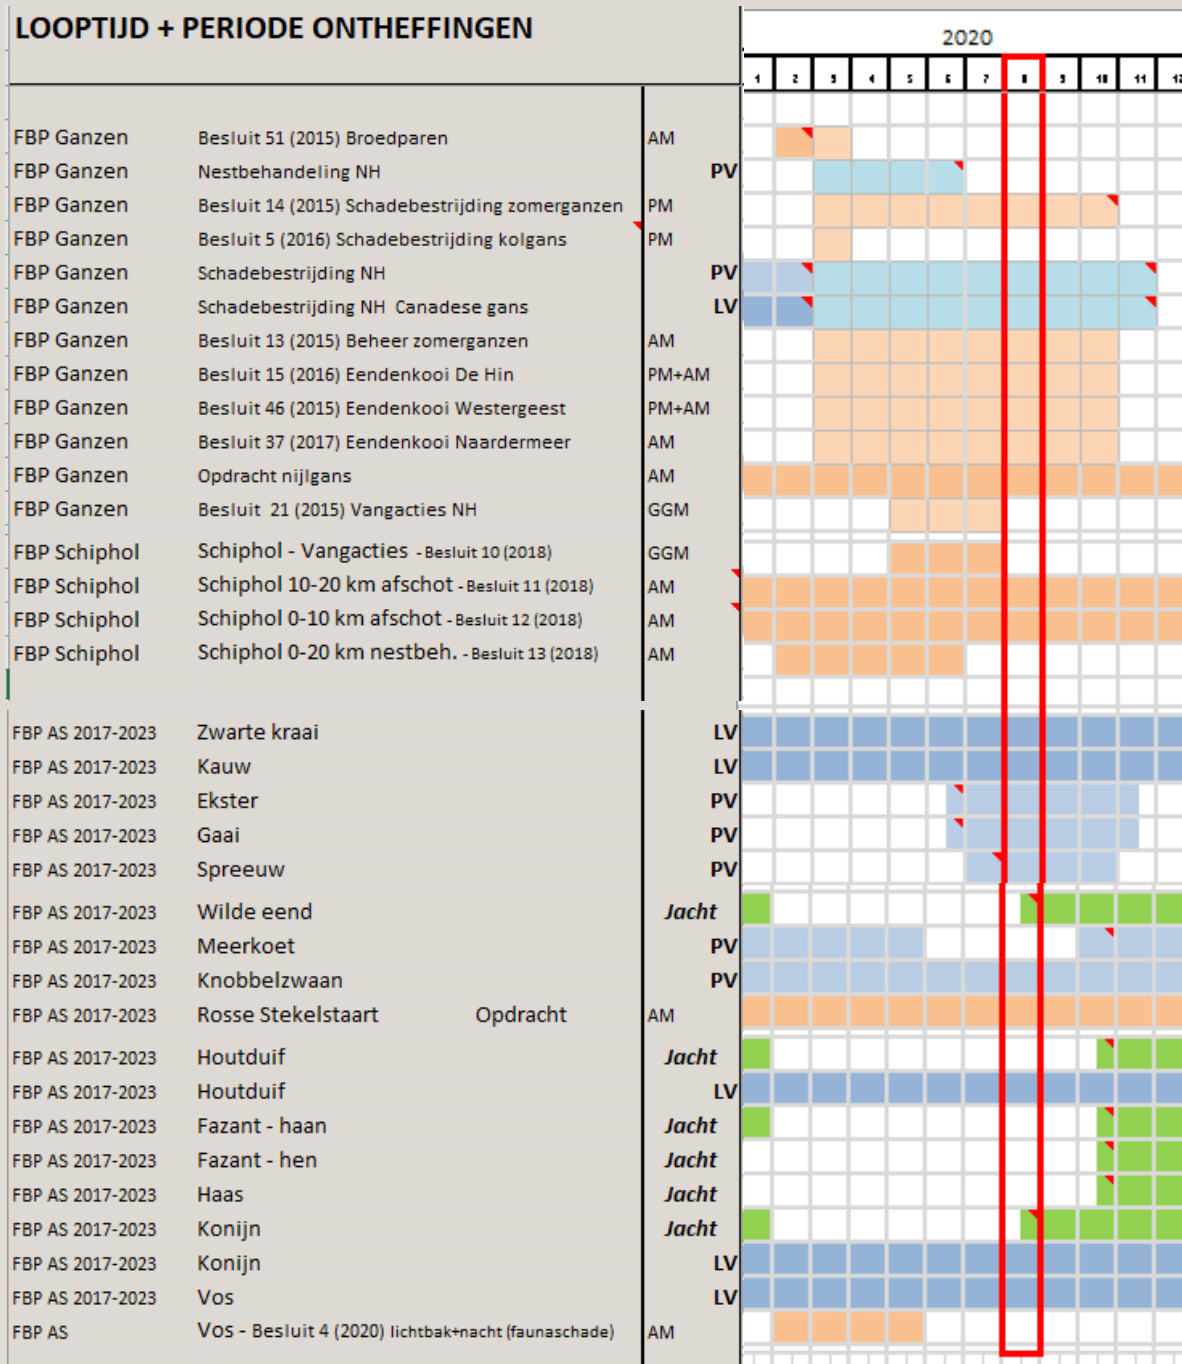 LOOPTIJD + PERIODE ONTHEFFINGEN
2020
1 2 3 4 5 6 7 8 9 10 11 12
FBP Ganzen Besluit 51 (2015) Broedparen AM
FBP Ganzen Nestbehandeling NH PV
FBP Ganzen Besluit 14 (2015) Schadebestrijding zomerganzen PM
FBP Ganzen Besluit 5 (2016) Schadebestrijding kolgans PM
FBP Ganzen Schadebestrijding NH PV
FBP Ganzen Schadebestrijding NH Canadese gans LV
FBP Ganzen Besluit 13 (2015) Beheer zomerganzen AM
FBP Ganzen Besluit 15 (2016) Eendenkooi De Hin PM+AM
FBP Ganzen Besluit 46 (2015) Eendenkooi Westergeest PM+AM
FBP Ganzen Besluit 37 (2017) Eendenkooi Naardermeer AM
FBP Ganzen Opdracht nijlgans AM
FBP Ganzen Besluit 21 (2015) Vangacties NH GGM
FBP Schiphol Schiphol - Vangacties - Besluit 10 (2018) GGM
FBP Schiphol Schiphol 10-20 km afschot - Besluit 11 (2018) AM
FBP Schiphol Schiphol 0-10 km afschot - Besluit 12 (2018) AM
FBP Schiphol Schiphol 0-20 km nestbeh. - Besluit 13 (2018) AM
FBP AS 2017-2023 Zwarte kraai LV
FBP AS 2017-2023 Kauw LV
FBP AS 2017-2023 Ekster PV
FBP AS 2017-2023 Gaai PV
FBP AS 2017-2023 Spreeuw PV
FBP AS 2017-2023 Wilde eend Jacht
FBP AS 2017-2023 Meerkoet PV
FBP AS 2017-2023 Knobbelzwaan PV
FBP AS 2017-2023 Rosse Stekelstaart Opdracht AM
FBP AS 2017-2023 Houtduif Jacht
FBP AS 2017-2023 Houtduif LV
FBP AS 2017-2023 Fazant - haan Jacht
FBP AS 2017-2023 Fazant - hen Jacht
FBP AS 2017-2023 Haas Jacht
FBP AS 2017-2023 Konijn Jacht
FBP AS 2017-2023 Konijn LV
FBP AS 2017-2023 Vos LV
FBP AS Vos - Besluit 4 (2020) lichtbak+nacht (faunaschade) AM